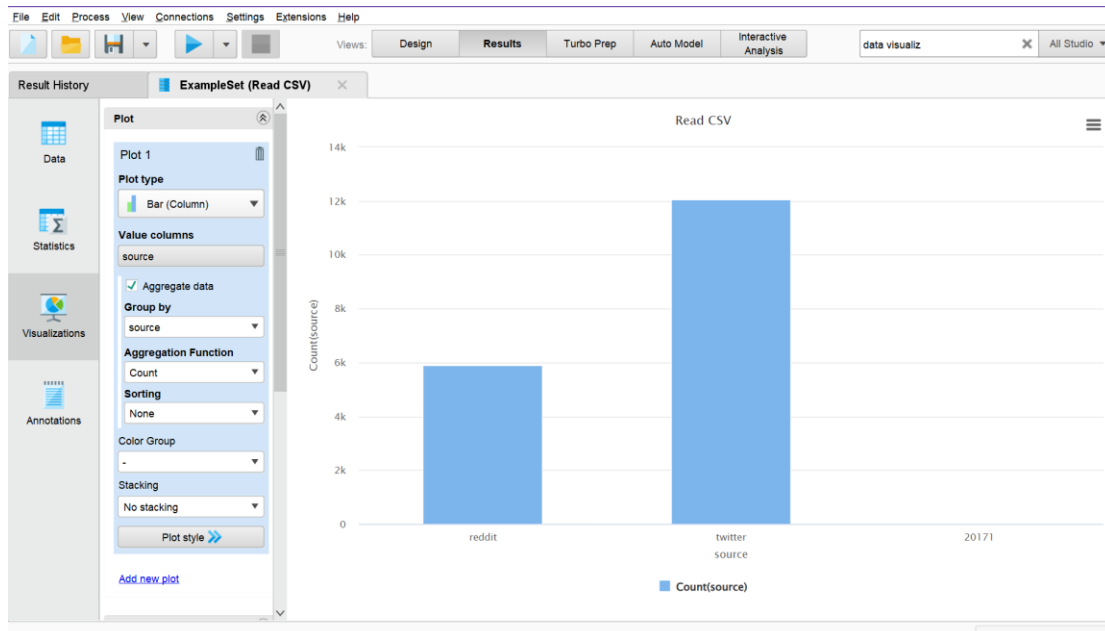 File Edit Process View Connections Settings Extensions Help
Views: Design Results Turbo Prep Auto Model Interactive Analysis data visualiz All Studio
Result History ExampleSet (Read CSV)
Data
Statistics
Visualizations
Annotations
Plot
Plot 1
Plot type
Bar (Column)
Value columns
source
Aggregate data
Group by
source
Aggregation Function
Count
Sorting
None
Color Group
-
Stacking
No stacking
Plot style
Add new plot
Read CSV
Count(source)
14k
12k
10k
8k
6k
4k
2k
0
reddit twitter 20171
source
Count(source)